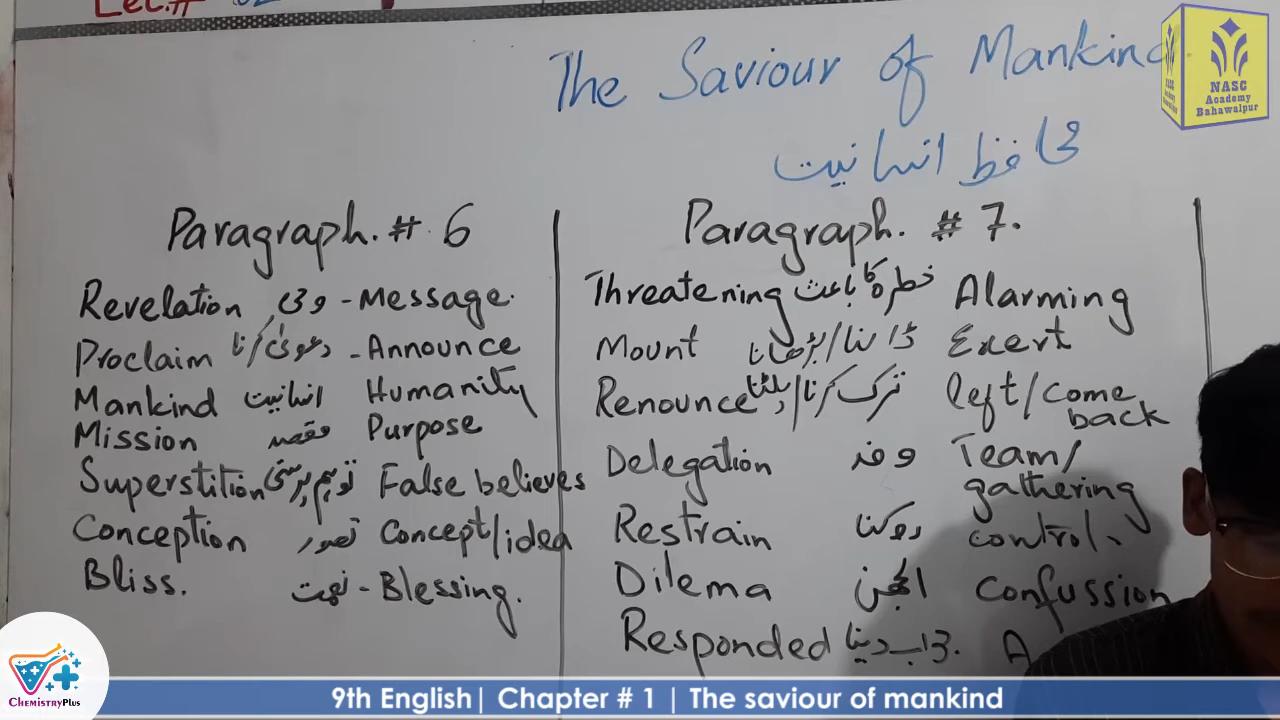 Lec.#
The Saviour of Mankind
محافظ انسانیت
NASC
Academy
Bahawalpur
Paragraph. # 6
Revelation وحی - Message.
Proclaim دعویٰ کرنا - Announce
Mankind انسانیت Humanity
Mission مقصد Purpose
Superstition توہم پرستی False believes
Conception تصور Concept/idea
Bliss. نعمت - Blessing.
Paragraph. # 7.
Threatening خطرہ کا باعث Alarming
Mount ڈالنا/بڑھانا Exert
Renounce ترک کرنا/پلٹنا left/come back
Delegation وفد Team/
gathering
Restrain روکنا control
Dilema الجھن Confussion
Responded جواب دینا. A
ChemistryPlus
9th English| Chapter # 1 | The saviour of mankind